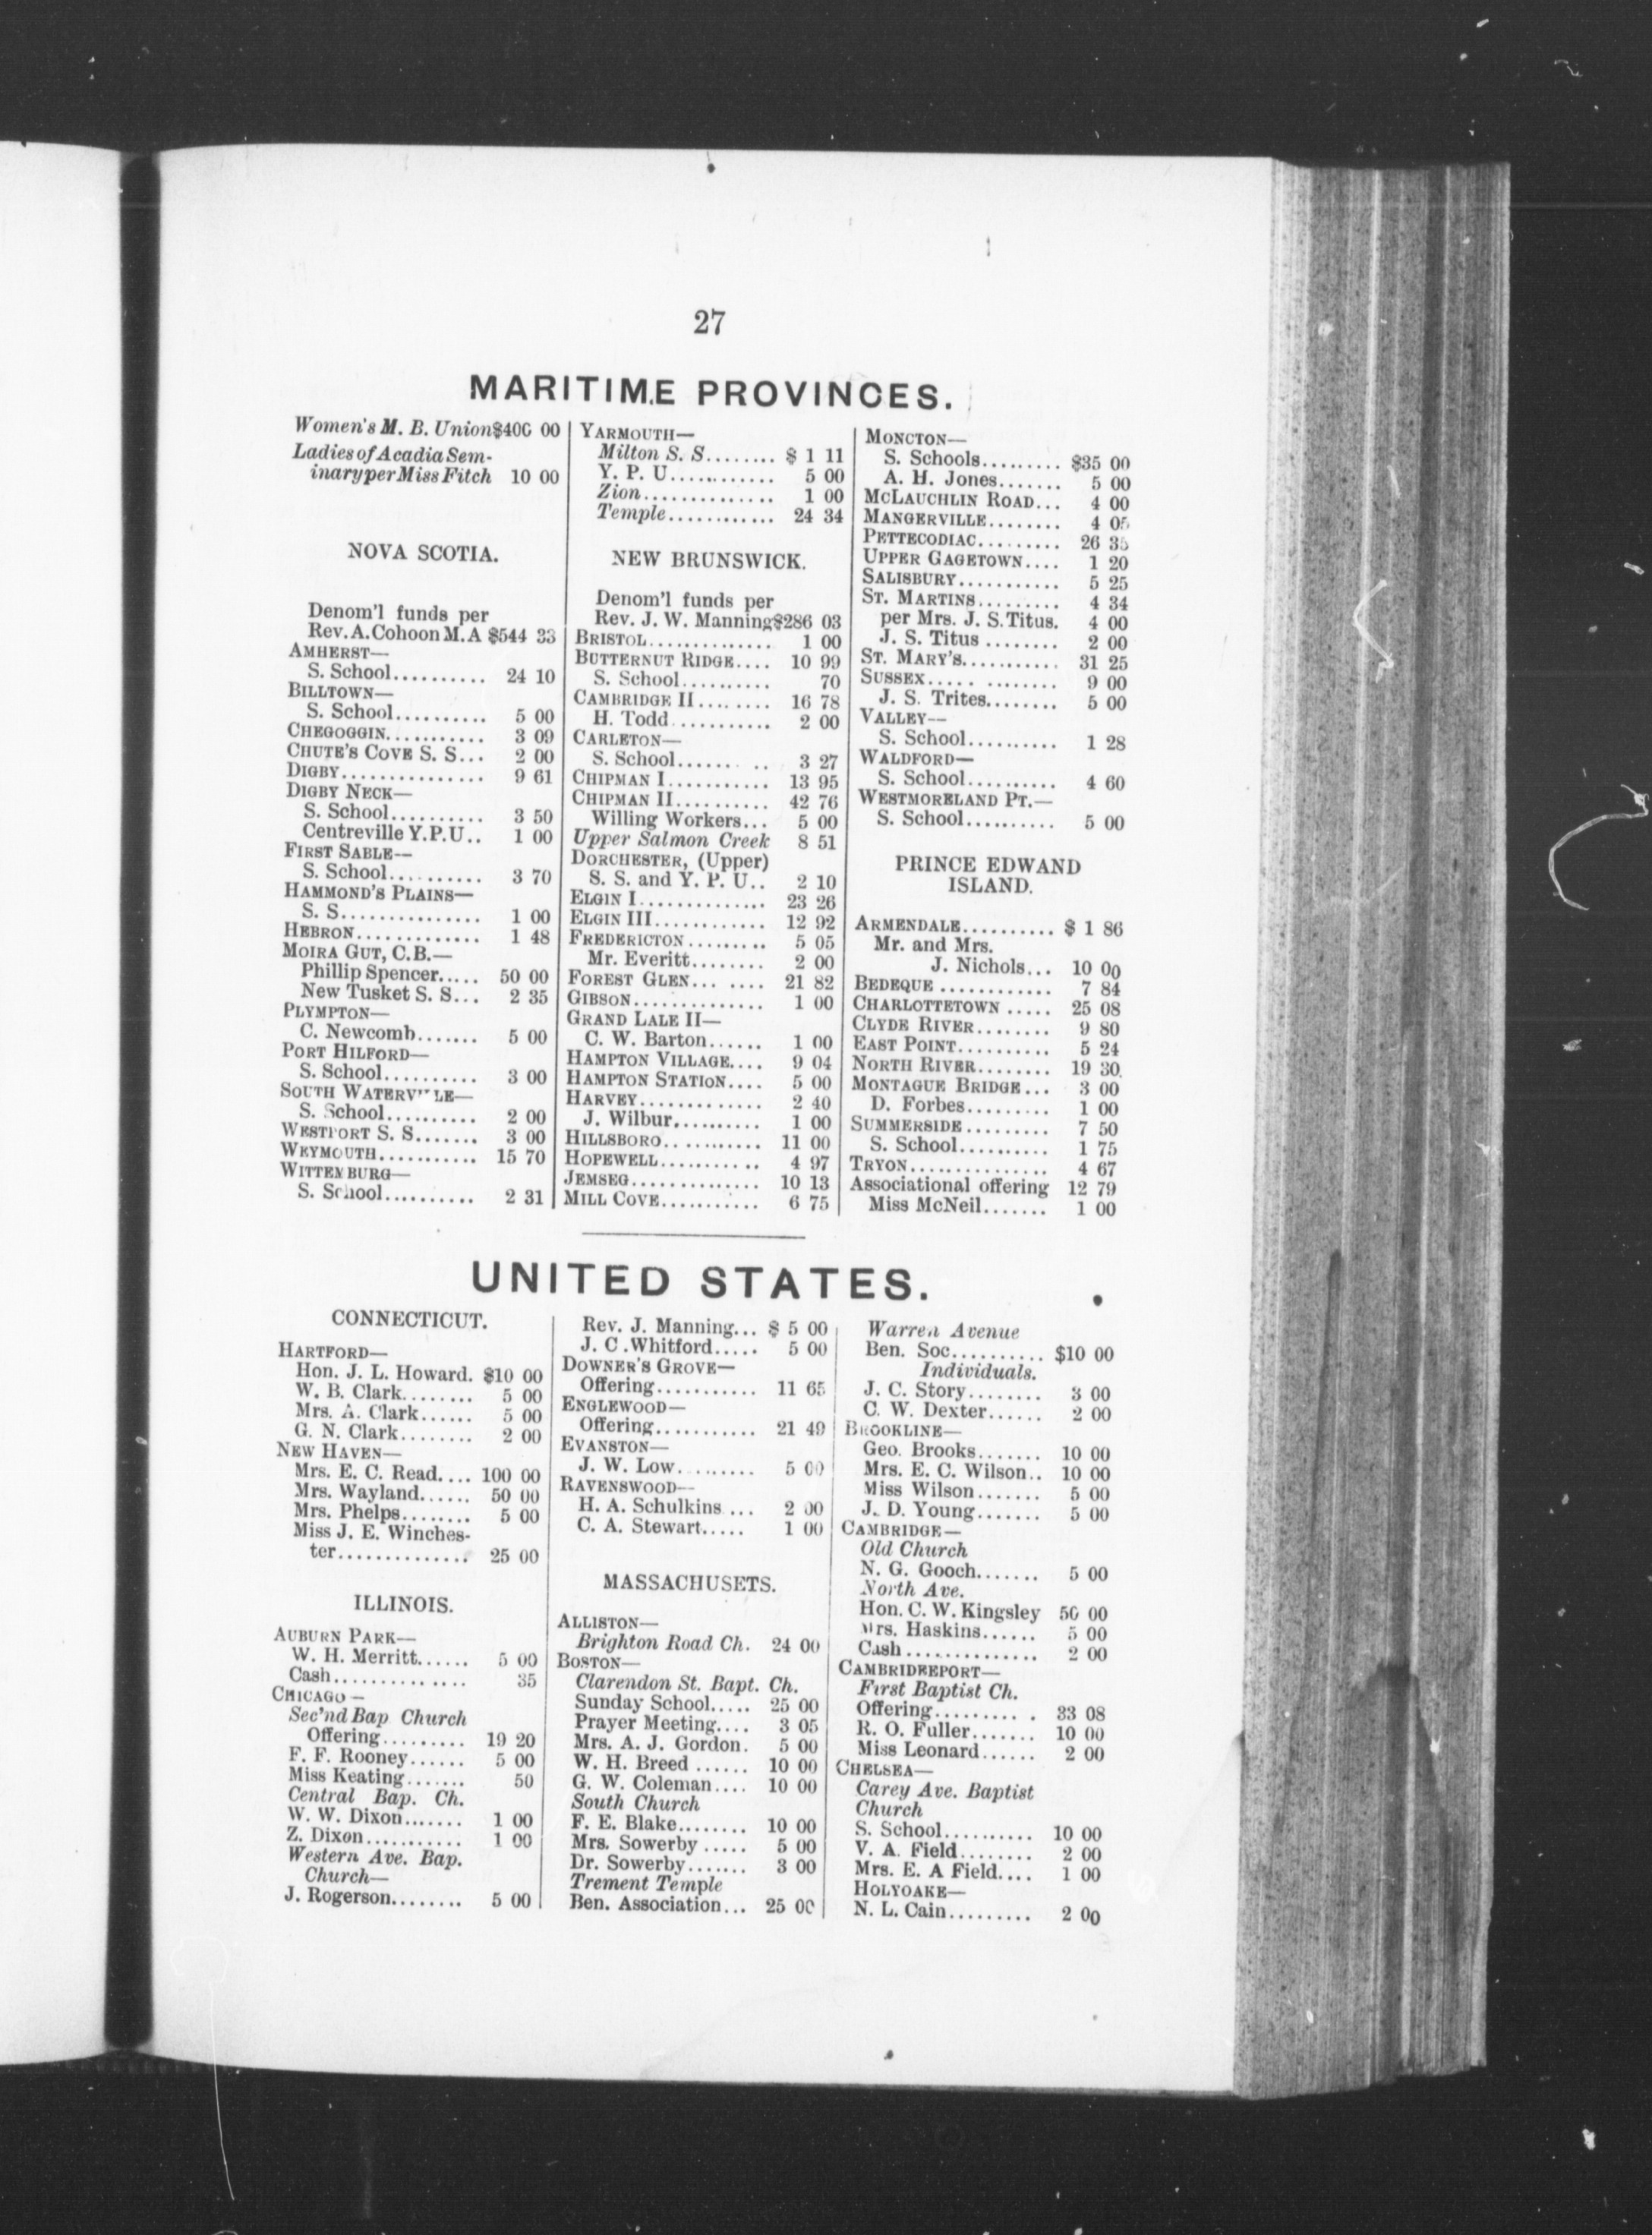 27
MARITIME PROVINCES.
Women's M. B. Union $400 00
Ladies of Acadia Sem-
inary per Miss Fitch 10 00
NOVA SCOTIA.
Denom'l funds per
Rev. A. Cohoon M.A $544 33
AMHERST—
S. School.......... 24 10
BILLTOWN—
S. School.......... 5 00
CHEGOGGIN........... 3 09
CHUTE'S COVE S. S... 2 00
DIGBY............... 9 61
DIGBY NECK—
S. School.......... 3 50
Centreville Y.P.U.. 1 00
FIRST SABLE—
S. School.......... 3 70
HAMMOND'S PLAINS—
S. S............... 1 00
HEBRON............. 1 48
MOIRA GUT, C.B.—
Phillip Spencer..... 50 00
New Tusket S. S... 2 35
PLYMPTON—
C. Newcomb....... 5 00
PORT HILFORD—
S. School.......... 3 00
SOUTH WATERV LE—
S. School.......... 2 00
WESTPORT S. S....... 3 00
WEYMOUTH........... 15 70
WITTENBURG—
S. School.......... 2 31
YARMOUTH—
Milton S. S........ $ 1 11
Y. P. U............ 5 00
Zion.............. 1 00
Temple............ 24 34
NEW BRUNSWICK.
Denom'l funds per
Rev. J. W. Manning $286 03
BRISTOL.............. 1 00
BUTTERNUT RIDGE.... 10 99
S. School.......... 70
CAMBRIDGE II........ 16 78
H. Todd........... 2 00
CARLETON—
S. School....... .. 3 27
CHIPMAN I........... 13 95
CHIPMAN II.......... 42 76
Willing Workers... 5 00
Upper Salmon Creek 8 51
DORCHESTER, (Upper)
S. S. and Y. P. U.. 2 10
ELGIN I............. 23 26
ELGIN III............ 12 92
FREDERICTON......... 5 05
Mr. Everitt........ 2 00
FOREST GLEN... .... 21 82
GIBSON.............. 1 00
GRAND LALE II—
C. W. Barton...... 1 00
HAMPTON VILLAGE.... 9 04
HAMPTON STATION.... 5 00
HARVEY............. 2 40
J. Wilbur.......... 1 00
HILLSBORO........... 11 00
HOPEWELL........... 4 97
JEMSEG.............. 10 13
MILL COVE........... 6 75
MONCTON—
S. Schools......... $35 00
A. H. Jones....... 5 00
MCLAUCHLIN ROAD... 4 00
MANGERVILLE........ 4 05
PETTECODIAC......... 26 35
UPPER GAGETOWN.... 1 20
SALISBURY........... 5 25
ST. MARTINS......... 4 34
per Mrs. J. S. Titus. 4 00
J. S. Titus ........ 2 00
ST. MARY'S.......... 31 25
SUSSEX..... ........ 9 00
J. S. Trites........ 5 00
VALLEY—
S. School.......... 1 28
WALDFORD—
S. School.......... 4 60
WESTMORELAND PT.—
S. School.......... 5 00
PRINCE EDWAND
ISLAND.
ARMENDALE.......... $ 1 86
Mr. and Mrs.
J. Nichols... 10 00
BEDEQUE ............ 7 84
CHARLOTTETOWN ..... 25 08
CLYDE RIVER........ 9 80
EAST POINT.......... 5 24
NORTH RIVER........ 19 30
MONTAGUE BRIDGE... 3 00
D. Forbes......... 1 00
SUMMERSIDE......... 7 50
S. School.......... 1 75
TRYON............... 4 67
Associational offering 12 79
Miss McNeil....... 1 00
UNITED STATES.
CONNECTICUT.
HARTFORD—
Hon. J. L. Howard. $10 00
W. B. Clark........ 5 00
Mrs. A. Clark...... 5 00
G. N. Clark........ 2 00
NEW HAVEN—
Mrs. E. C. Read.... 100 00
Mrs. Wayland...... 50 00
Mrs. Phelps........ 5 00
Miss J. E. Winches-
ter.............. 25 00
ILLINOIS.
AUBURN PARK—
W. H. Merritt...... 5 00
Cash............... 35
CHICAGO—
Sec'nd Bap Church
Offering......... 19 20
F. F. Rooney...... 5 00
Miss Keating....... 50
Central Bap. Ch.
W. W. Dixon....... 1 00
Z. Dixon........... 1 00
Western Ave. Bap.
Church—
J. Rogerson........ 5 00
Rev. J. Manning... $ 5 00
J. C .Whitford..... 5 00
DOWNER'S GROVE—
Offering........... 11 65
ENGLEWOOD—
Offering........... 21 49
EVANSTON—
J. W. Low......... 5 00
RAVENSWOOD—
H. A. Schulkins ... 2 00
C. A. Stewart..... 1 00
MASSACHUSETS.
ALLISTON—
Brighton Road Ch. 24 00
BOSTON—
Clarendon St. Bapt. Ch.
Sunday School..... 25 00
Prayer Meeting.... 3 05
Mrs. A. J. Gordon. 5 00
W. H. Breed ...... 10 00
G. W. Coleman.... 10 00
South Church
F. E. Blake........ 10 00
Mrs. Sowerby ..... 5 00
Dr. Sowerby....... 3 00
Trement Temple
Ben. Association... 25 00
Warren Avenue
Ben. Soc.......... $10 00
Individuals.
J. C. Story........ 3 00
C. W. Dexter...... 2 00
BROOKLINE—
Geo. Brooks....... 10 00
Mrs. E. C. Wilson.. 10 00
Miss Wilson....... 5 00
J. D. Young....... 5 00
CAMBRIDGE—
Old Church
N. G. Gooch....... 5 00
North Ave.
Hon. C. W. Kingsley 50 00
Mrs. Haskins...... 5 00
Cash .............. 2 00
CAMBRIDEEPORT—
First Baptist Ch.
Offering......... . 33 08
R. O. Fuller....... 10 00
Miss Leonard...... 2 00
CHELSEA—
Carey Ave. Baptist
Church
S. School.......... 10 00
V. A. Field........ 2 00
Mrs. E. A Field.... 1 00
HOLYOAKE—
N. L. Cain......... 2 00